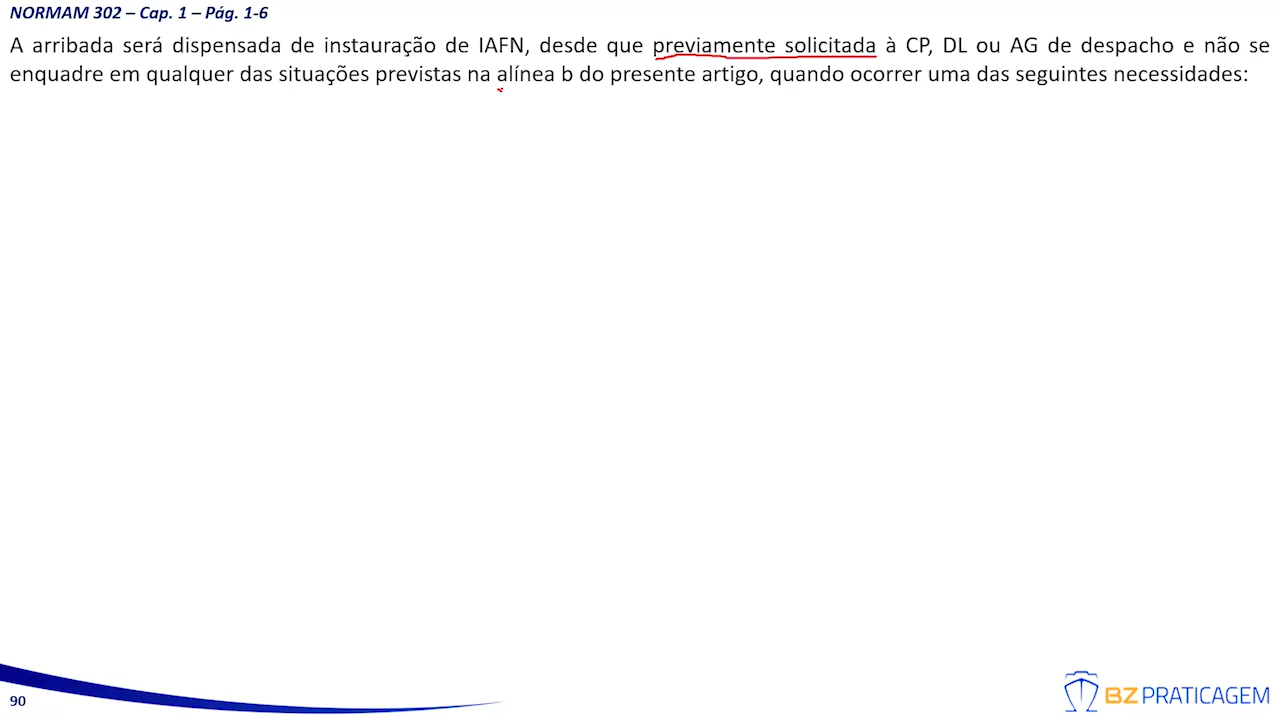 NORMAM 302 – Cap. 1 – Pág. 1-6
A arribada será dispensada de instauração de IAFN, desde que previamente solicitada à CP, DL ou AG de despacho e não se
enquadre em qualquer das situações previstas na alínea b do presente artigo, quando ocorrer uma das seguintes necessidades:
90
BZ PRATICAGEM